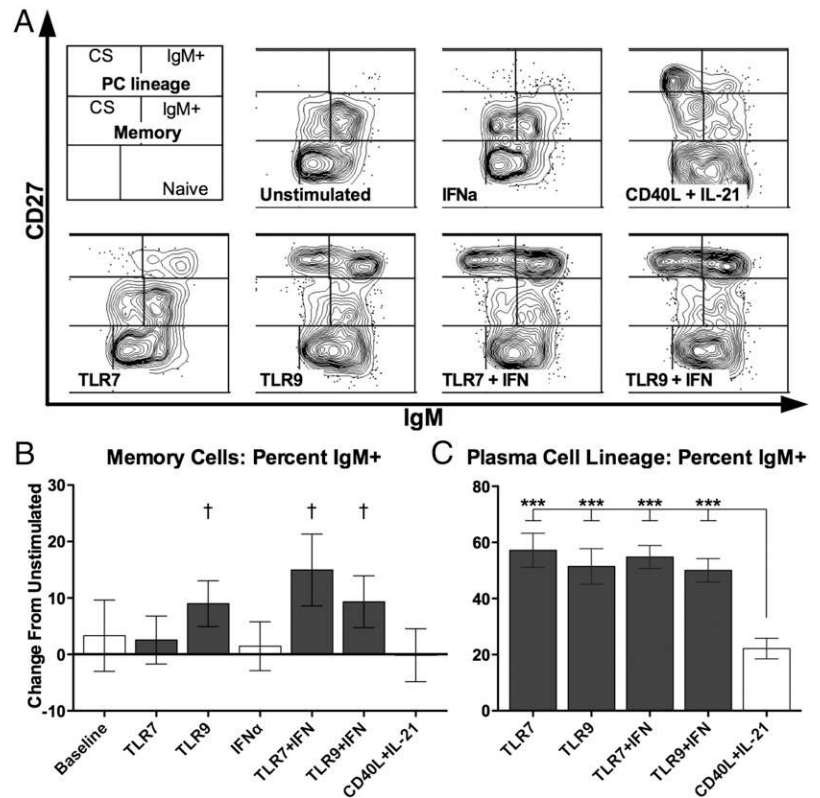 A
CS IgM+
PC lineage
CS IgM+
Memory
Naive
Unstimulated
IFNa
CD40L + IL-21
CD27
TLR7
TLR9
TLR7 + IFN
TLR9 + IFN
IgM
B Memory Cells: Percent IgM+
Change From Unstimulated
30
20
10
0
-10
† † †
Baseline
TLR7
TLR9
IFNα
TLR7+IFN
TLR9+IFN
CD40L+IL-21
C Plasma Cell Lineage: Percent IgM+
80
60
40
20
0
*** *** *** ***
TLR7
TLR9
TLR7+IFN
TLR9+IFN
CD40L+IL-21